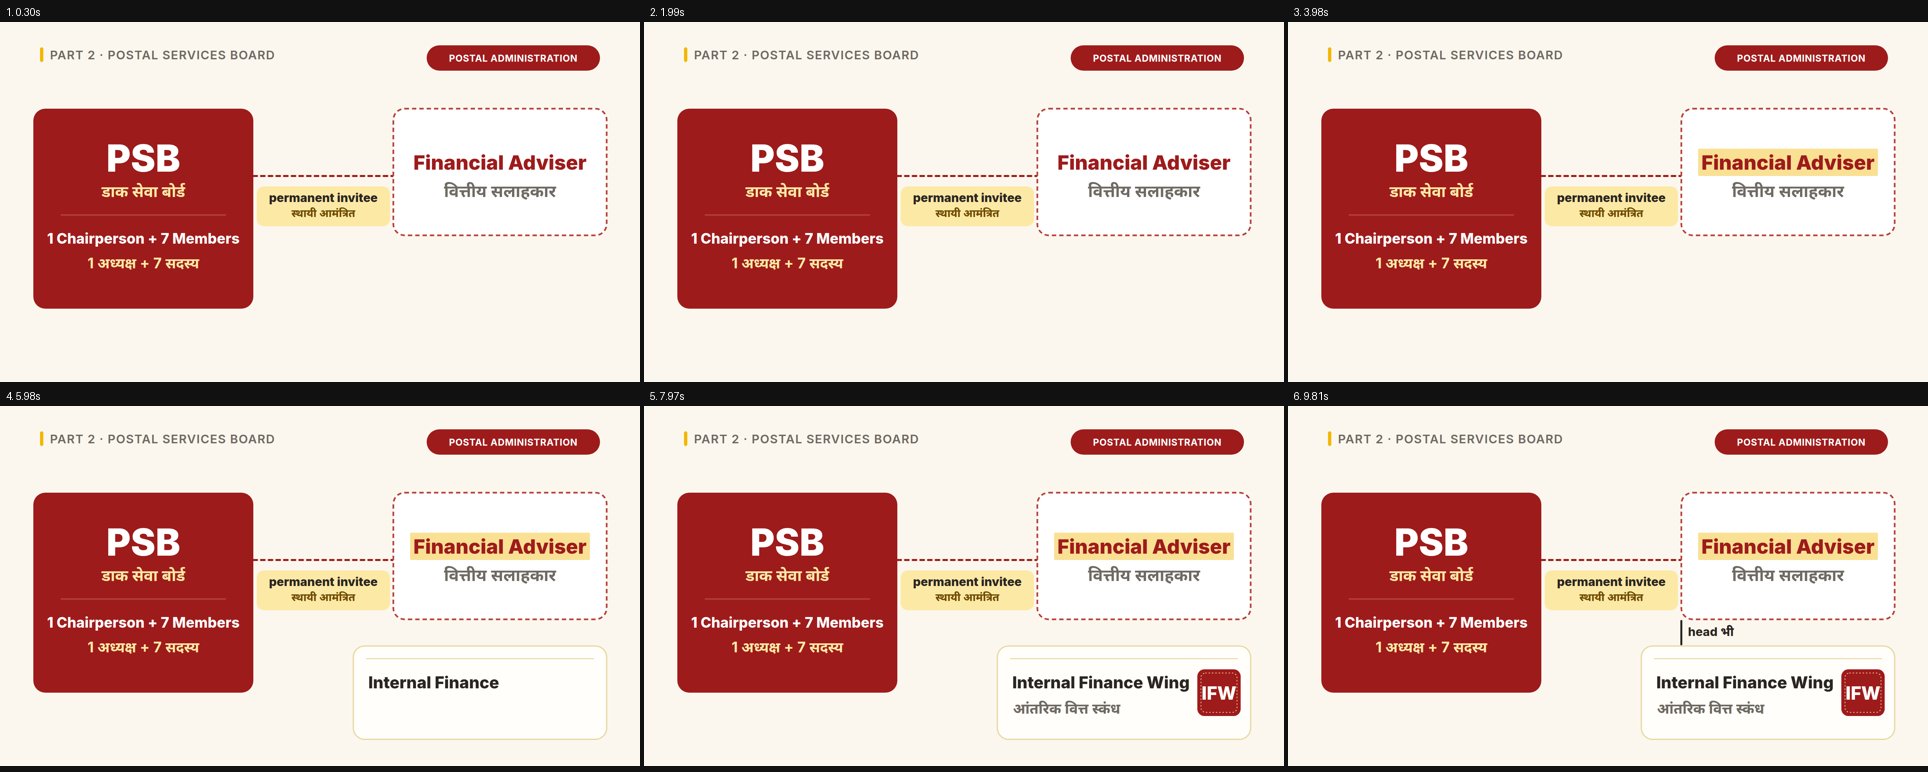 1. 0.30s
PART 2 · POSTAL SERVICES BOARD
POSTAL ADMINISTRATION
PSB
डाक सेवा बोर्ड
1 Chairperson + 7 Members
1 अध्यक्ष + 7 सदस्य
permanent invitee
स्थायी आमंत्रित
Financial Adviser
वित्तीय सलाहकार
2. 1.99s
PART 2 · POSTAL SERVICES BOARD
POSTAL ADMINISTRATION
PSB
डाक सेवा बोर्ड
1 Chairperson + 7 Members
1 अध्यक्ष + 7 सदस्य
permanent invitee
स्थायी आमंत्रित
Financial Adviser
वित्तीय सलाहकार
3. 3.98s
PART 2 · POSTAL SERVICES BOARD
POSTAL ADMINISTRATION
PSB
डाक सेवा बोर्ड
1 Chairperson + 7 Members
1 अध्यक्ष + 7 सदस्य
permanent invitee
स्थायी आमंत्रित
Financial Adviser
वित्तीय सलाहकार
4. 5.98s
PART 2 · POSTAL SERVICES BOARD
POSTAL ADMINISTRATION
PSB
डाक सेवा बोर्ड
1 Chairperson + 7 Members
1 अध्यक्ष + 7 सदस्य
permanent invitee
स्थायी आमंत्रित
Financial Adviser
वित्तीय सलाहकार
Internal Finance
5. 7.97s
PART 2 · POSTAL SERVICES BOARD
POSTAL ADMINISTRATION
PSB
डाक सेवा बोर्ड
1 Chairperson + 7 Members
1 अध्यक्ष + 7 सदस्य
permanent invitee
स्थायी आमंत्रित
Financial Adviser
वित्तीय सलाहकार
Internal Finance Wing
आंतरिक वित्त स्कंध
IFW
6. 9.81s
PART 2 · POSTAL SERVICES BOARD
POSTAL ADMINISTRATION
PSB
डाक सेवा बोर्ड
1 Chairperson + 7 Members
1 अध्यक्ष + 7 सदस्य
permanent invitee
स्थायी आमंत्रित
Financial Adviser
वित्तीय सलाहकार
head भी
Internal Finance Wing
आंतरिक वित्त स्कंध
IFW